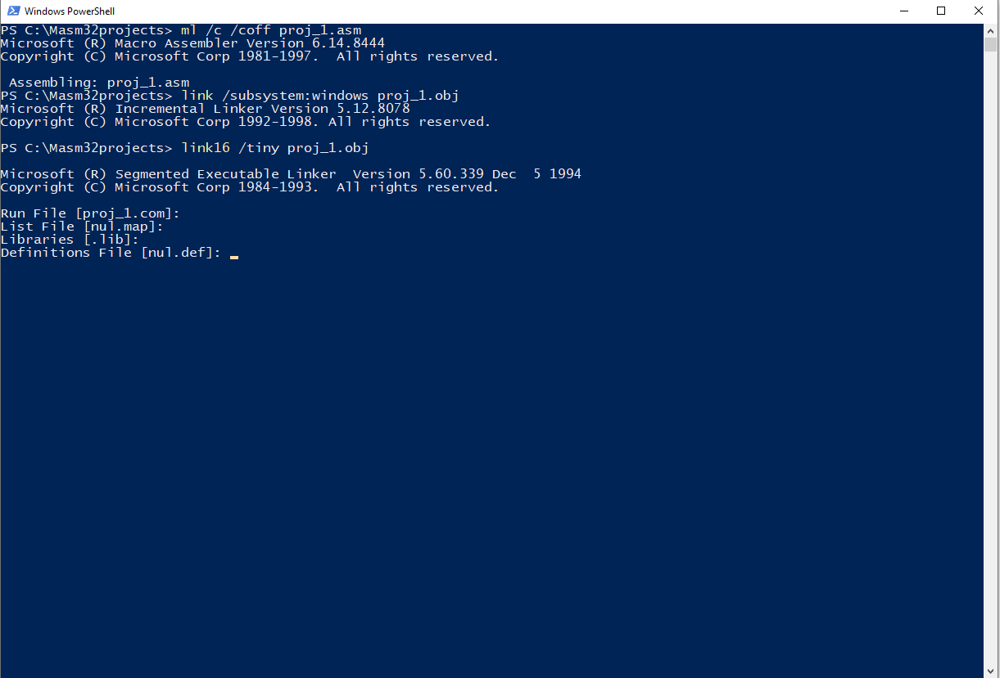 Windows PowerShell
PS C:\Masm32projects> ml /c /coff proj_1.asm
Microsoft (R) Macro Assembler Version 6.14.8444
Copyright (C) Microsoft Corp 1981-1997.  All rights reserved.
 Assembling: proj_1.asm
PS C:\Masm32projects> link /subsystem:windows proj_1.obj
Microsoft (R) Incremental Linker Version 5.12.8078
Copyright (C) Microsoft Corp 1992-1998. All rights reserved.
PS C:\Masm32projects> link16 /tiny proj_1.obj
Microsoft (R) Segmented Executable Linker  Version 5.60.339 Dec  5 1994
Copyright (C) Microsoft Corp 1984-1993.  All rights reserved.
Run File [proj_1.com]:
List File [nul.map]:
Libraries [.lib]:
Definitions File [nul.def]: